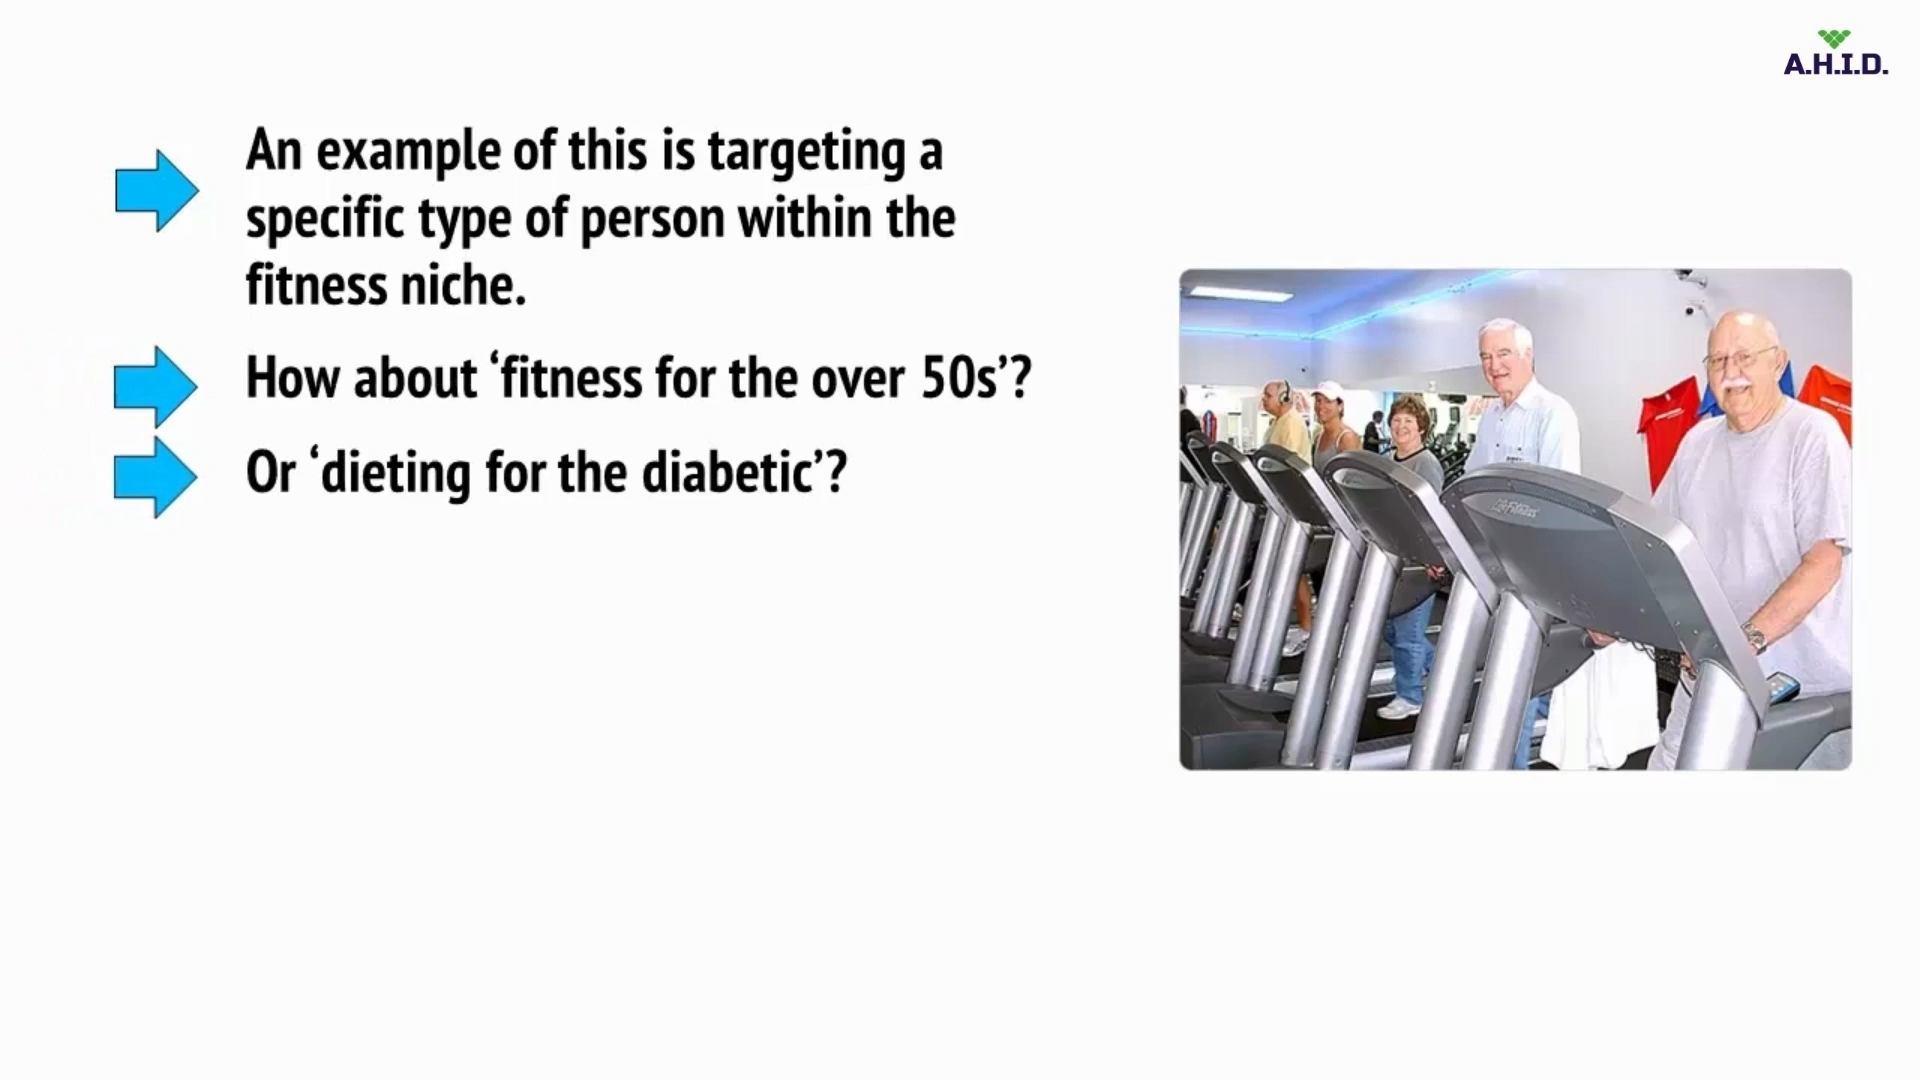 A.H.I.D.
An example of this is targeting a
specific type of person within the
fitness niche.
How about ‘fitness for the over 50s’?
Or ‘dieting for the diabetic’?